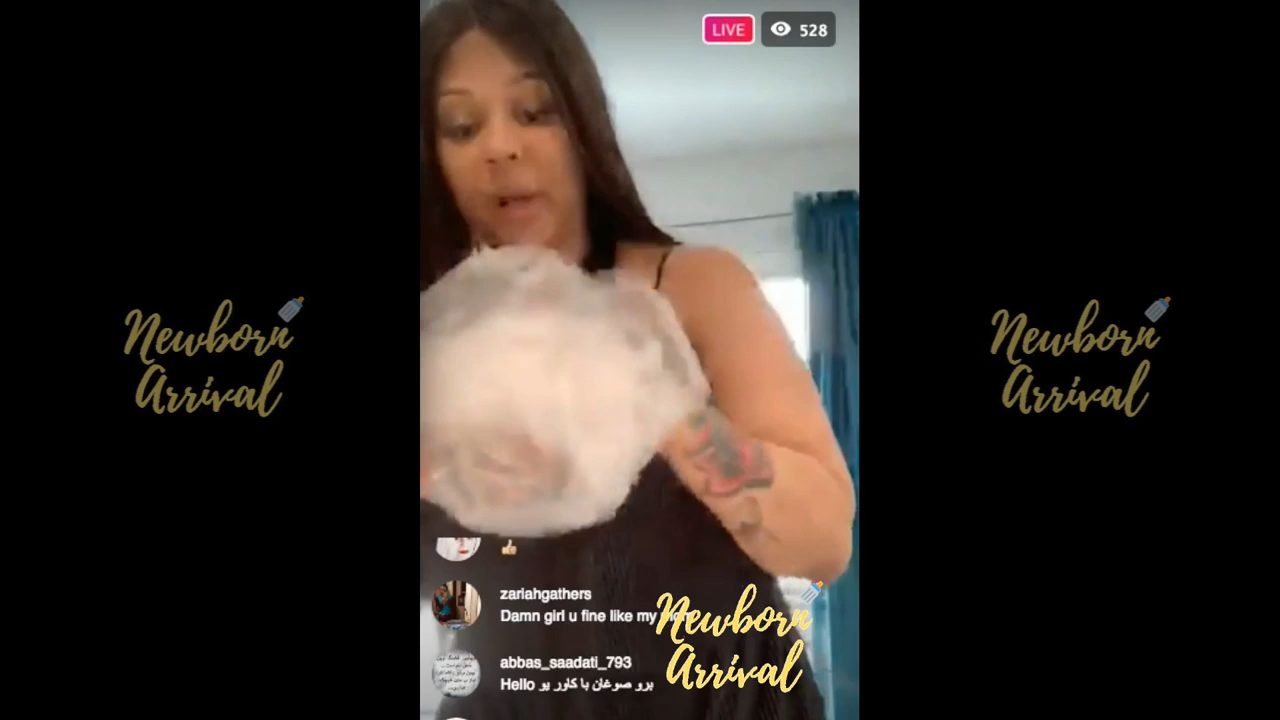 LIVE 528
Newborn
Arrival
Newborn
Arrival
zariahgathers
Damn girl u fine like my
abbas_saadati_793
Hello برو صوغان با کاور یو
Newborn
Arrival